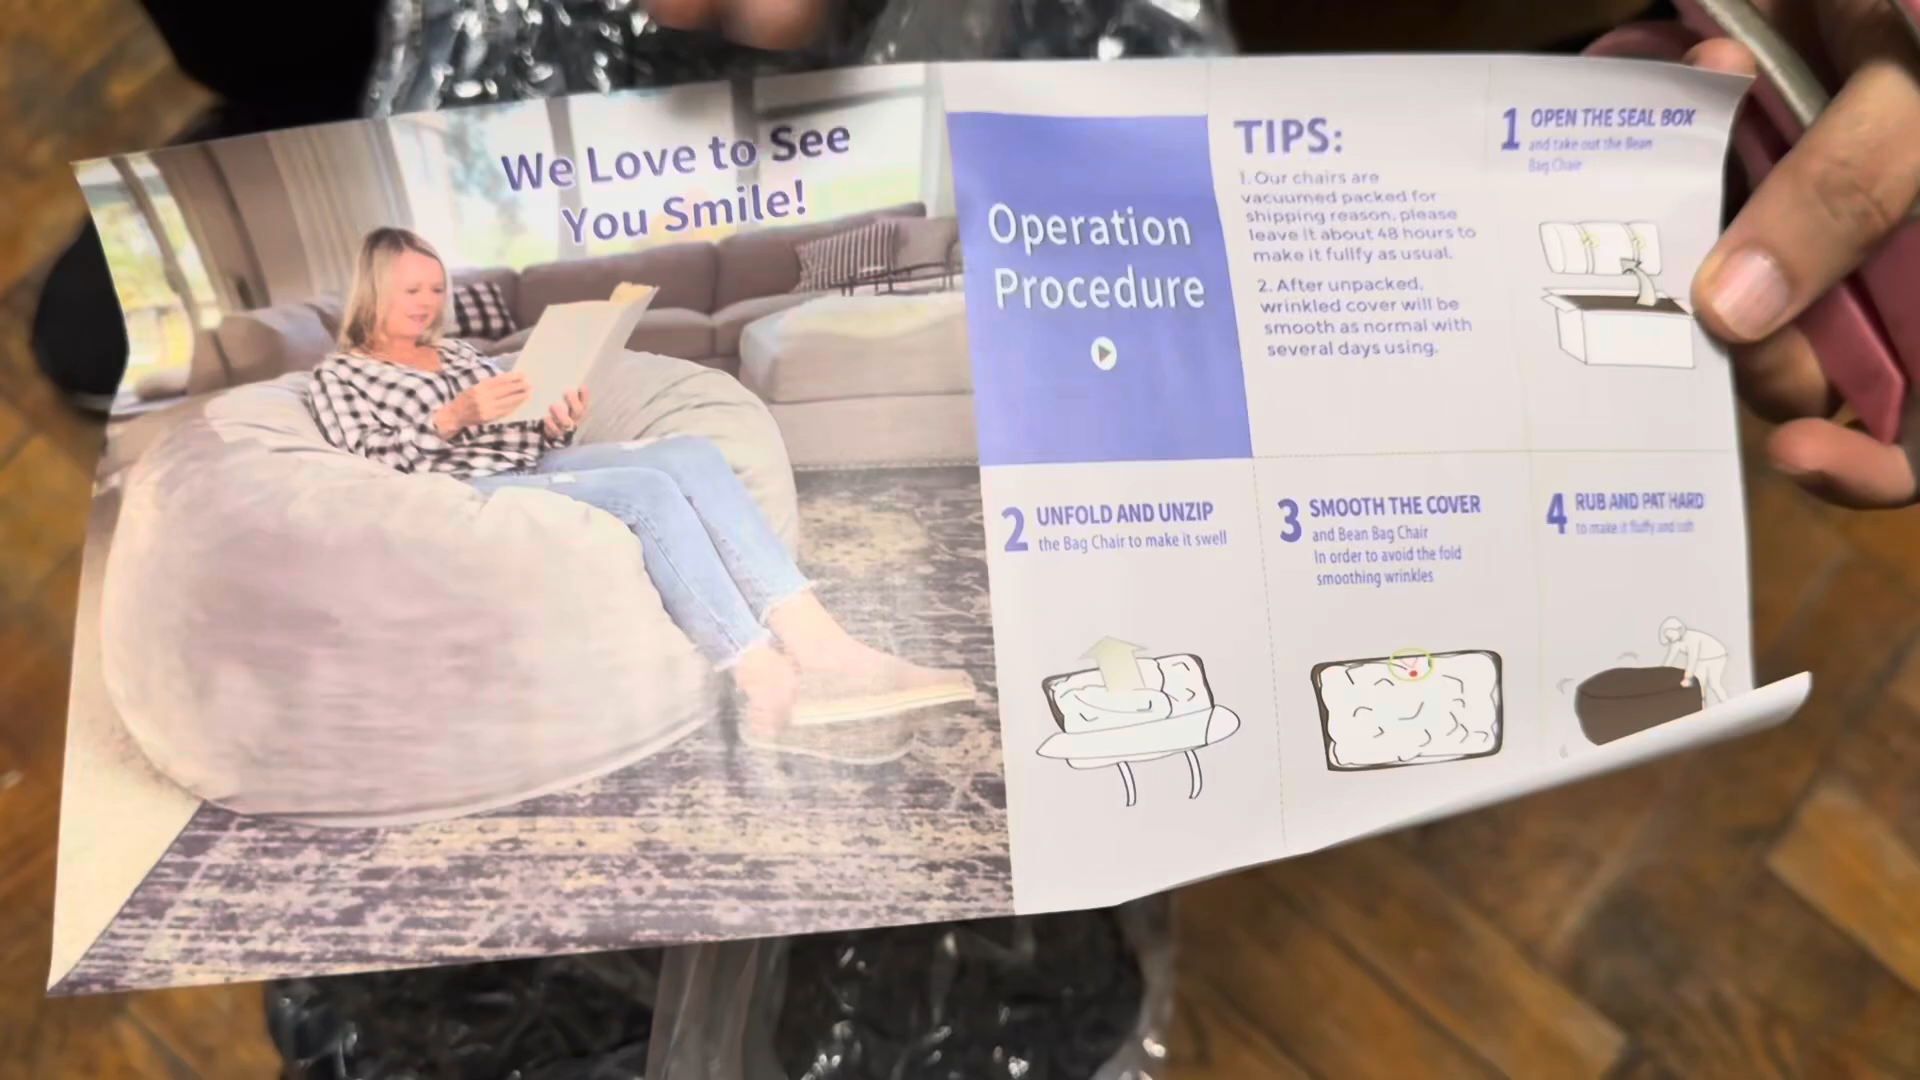 We Love to See
You Smile!
Operation
Procedure
TIPS:
1. Our chairs are
vacuumed packed for
shipping reason, please
leave it about 48 hours to
make it fullfy as usual.
2. After unpacked,
wrinkled cover will be
smooth as normal with
several days using.
1 OPEN THE SEAL BOX
and take out the Bean
Bag Chair
2 UNFOLD AND UNZIP
the Bag Chair to make it swell
3 SMOOTH THE COVER
and Bean Bag Chair
In order to avoid the fold
smoothing wrinkles
4 RUB AND PAT HARD
to make it fluffy and